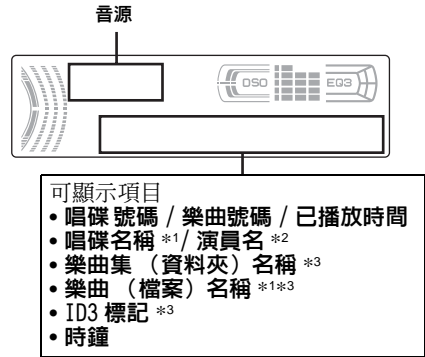 音源
DSO EQ3
可顯示項目
• 唱碟 號碼 / 樂曲號碼 / 已播放時間
• 唱碟名稱 *1/ 演員名 *2
• 樂曲集 （資料夾）名稱 *3
• 樂曲 （檔案）名稱 *1*3
• ID3 標記 *3
• 時鐘